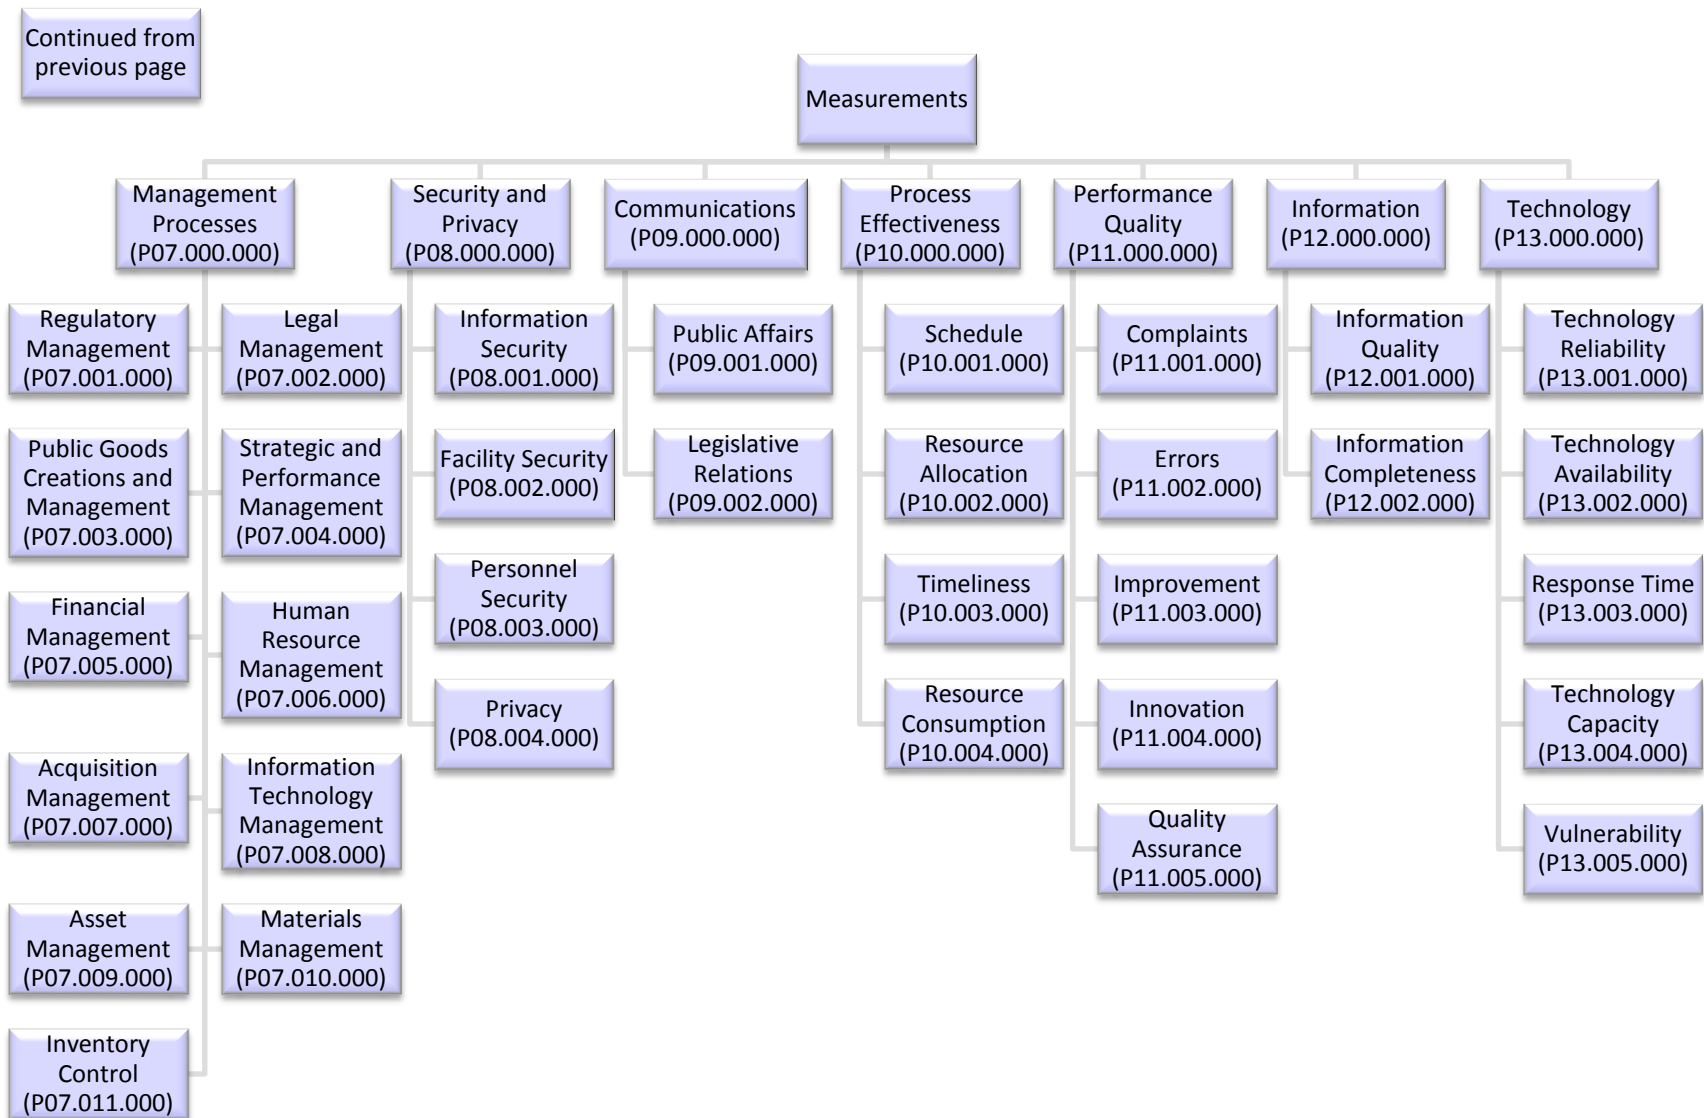 Continued from
previous page
Measurements
Management
Processes
(P07.000.000)
Security and
Privacy
(P08.000.000)
Communications
(P09.000.000)
Process
Effectiveness
(P10.000.000)
Performance
Quality
(P11.000.000)
Information
(P12.000.000)
Technology
(P13.000.000)
Regulatory
Management
(P07.001.000)
Legal
Management
(P07.002.000)
Public Goods
Creations and
Management
(P07.003.000)
Strategic and
Performance
Management
(P07.004.000)
Financial
Management
(P07.005.000)
Human
Resource
Management
(P07.006.000)
Acquisition
Management
(P07.007.000)
Information
Technology
Management
(P07.008.000)
Asset
Management
(P07.009.000)
Materials
Management
(P07.010.000)
Inventory
Control
(P07.011.000)
Information
Security
(P08.001.000)
Facility Security
(P08.002.000)
Personnel
Security
(P08.003.000)
Privacy
(P08.004.000)
Public Affairs
(P09.001.000)
Legislative
Relations
(P09.002.000)
Schedule
(P10.001.000)
Resource
Allocation
(P10.002.000)
Timeliness
(P10.003.000)
Resource
Consumption
(P10.004.000)
Complaints
(P11.001.000)
Errors
(P11.002.000)
Improvement
(P11.003.000)
Innovation
(P11.004.000)
Quality
Assurance
(P11.005.000)
Information
Quality
(P12.001.000)
Information
Completeness
(P12.002.000)
Technology
Reliability
(P13.001.000)
Technology
Availability
(P13.002.000)
Response Time
(P13.003.000)
Technology
Capacity
(P13.004.000)
Vulnerability
(P13.005.000)